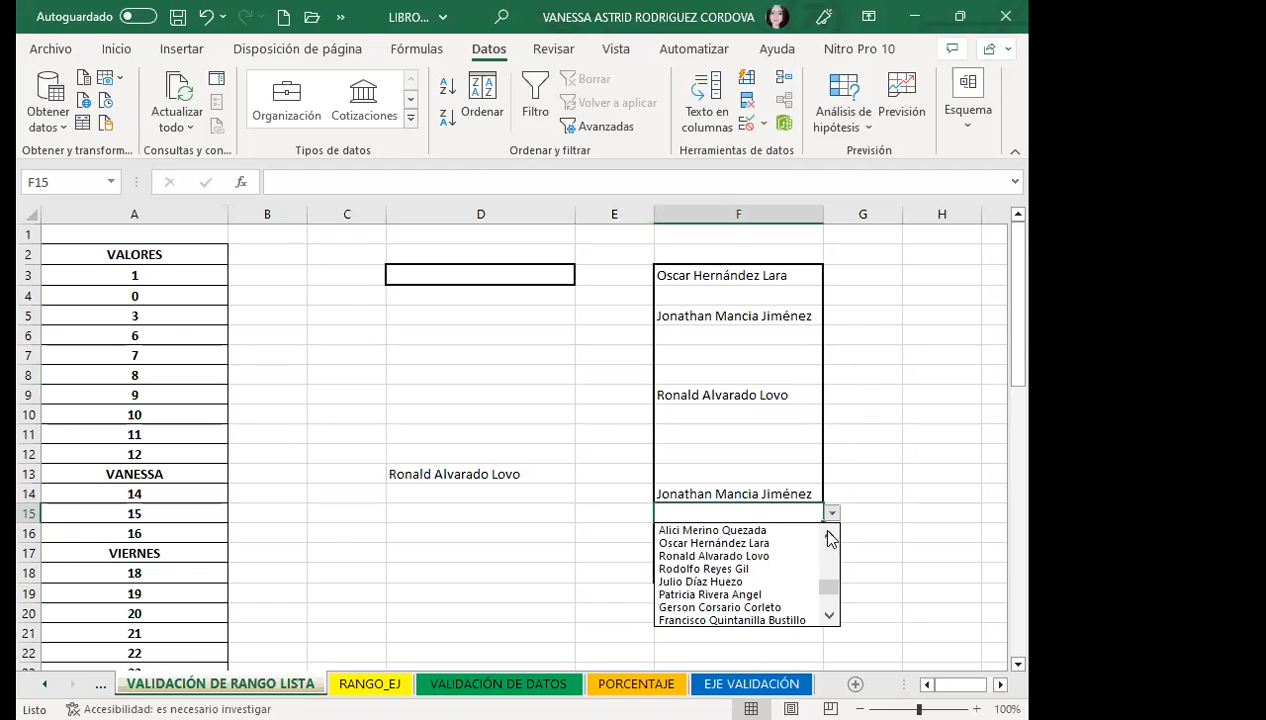 Autoguardado
LIBRO...
VANESSA ASTRID RODRIGUEZ CORDOVA
Archivo Inicio Insertar Disposición de página Fórmulas Datos Revisar Vista Automatizar Ayuda Nitro Pro 10
Obtener datos
Actualizar todo
Organización
Cotizaciones
Ordenar
Filtro
Borrar
Volver a aplicar
Avanzadas
Texto en columnas
Análisis de hipótesis
Previsión
Esquema
Obtener y transform... Consultas y con... Tipos de datos Ordenar y filtrar Herramientas de datos Previsión
F15 fx
A B C D E F G H
1
2 VALORES
3 1 Oscar Hernández Lara
4 0
5 3 Jonathan Mancia Jiménez
6 6
7 7
8 8
9 9 Ronald Alvarado Lovo
10 10
11 11
12 12
13 VANESSA Ronald Alvarado Lovo
14 14 Jonathan Mancia Jiménez
15 15
16 16
17 VIERNES
18 18
19 19
20 20
21 21
22 22
Alici Merino Quezada
Oscar Hernández Lara
Ronald Alvarado Lovo
Rodolfo Reyes Gil
Julio Díaz Huezo
Patricia Rivera Angel
Gerson Corsario Corleto
Francisco Quintanilla Bustillo
... VALIDACIÓN DE RANGO LISTA RANGO_EJ VALIDACIÓN DE DATOS PORCENTAJE EJE VALIDACIÓN
Listo Accesibilidad: es necesario investigar 100%